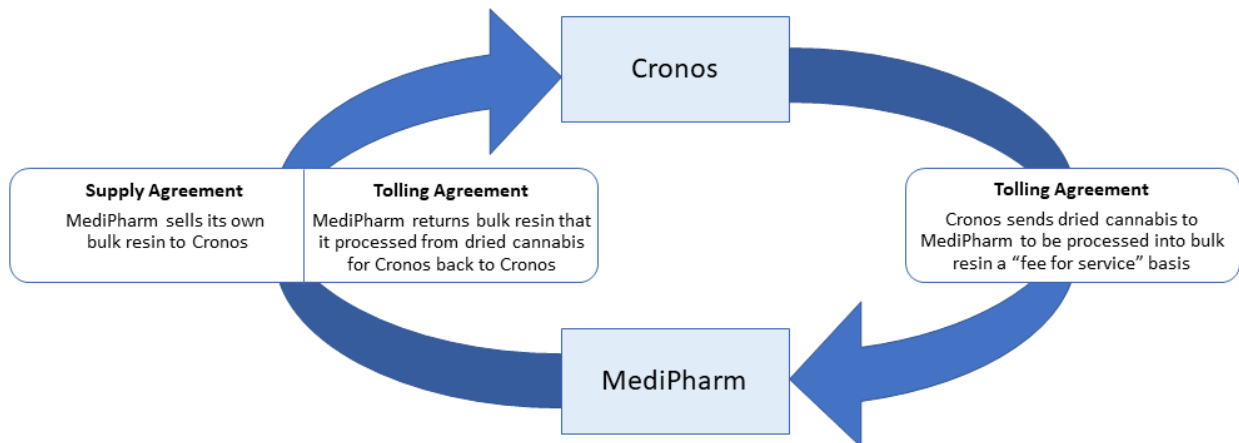 Cronos
Supply Agreement
MediPharm sells its own
bulk resin to Cronos
Tolling Agreement
MediPharm returns bulk resin that
it processed from dried cannabis
for Cronos back to Cronos
Tolling Agreement
Cronos sends dried cannabis to
MediPharm to be processed into bulk
resin a “fee for service” basis
MediPharm